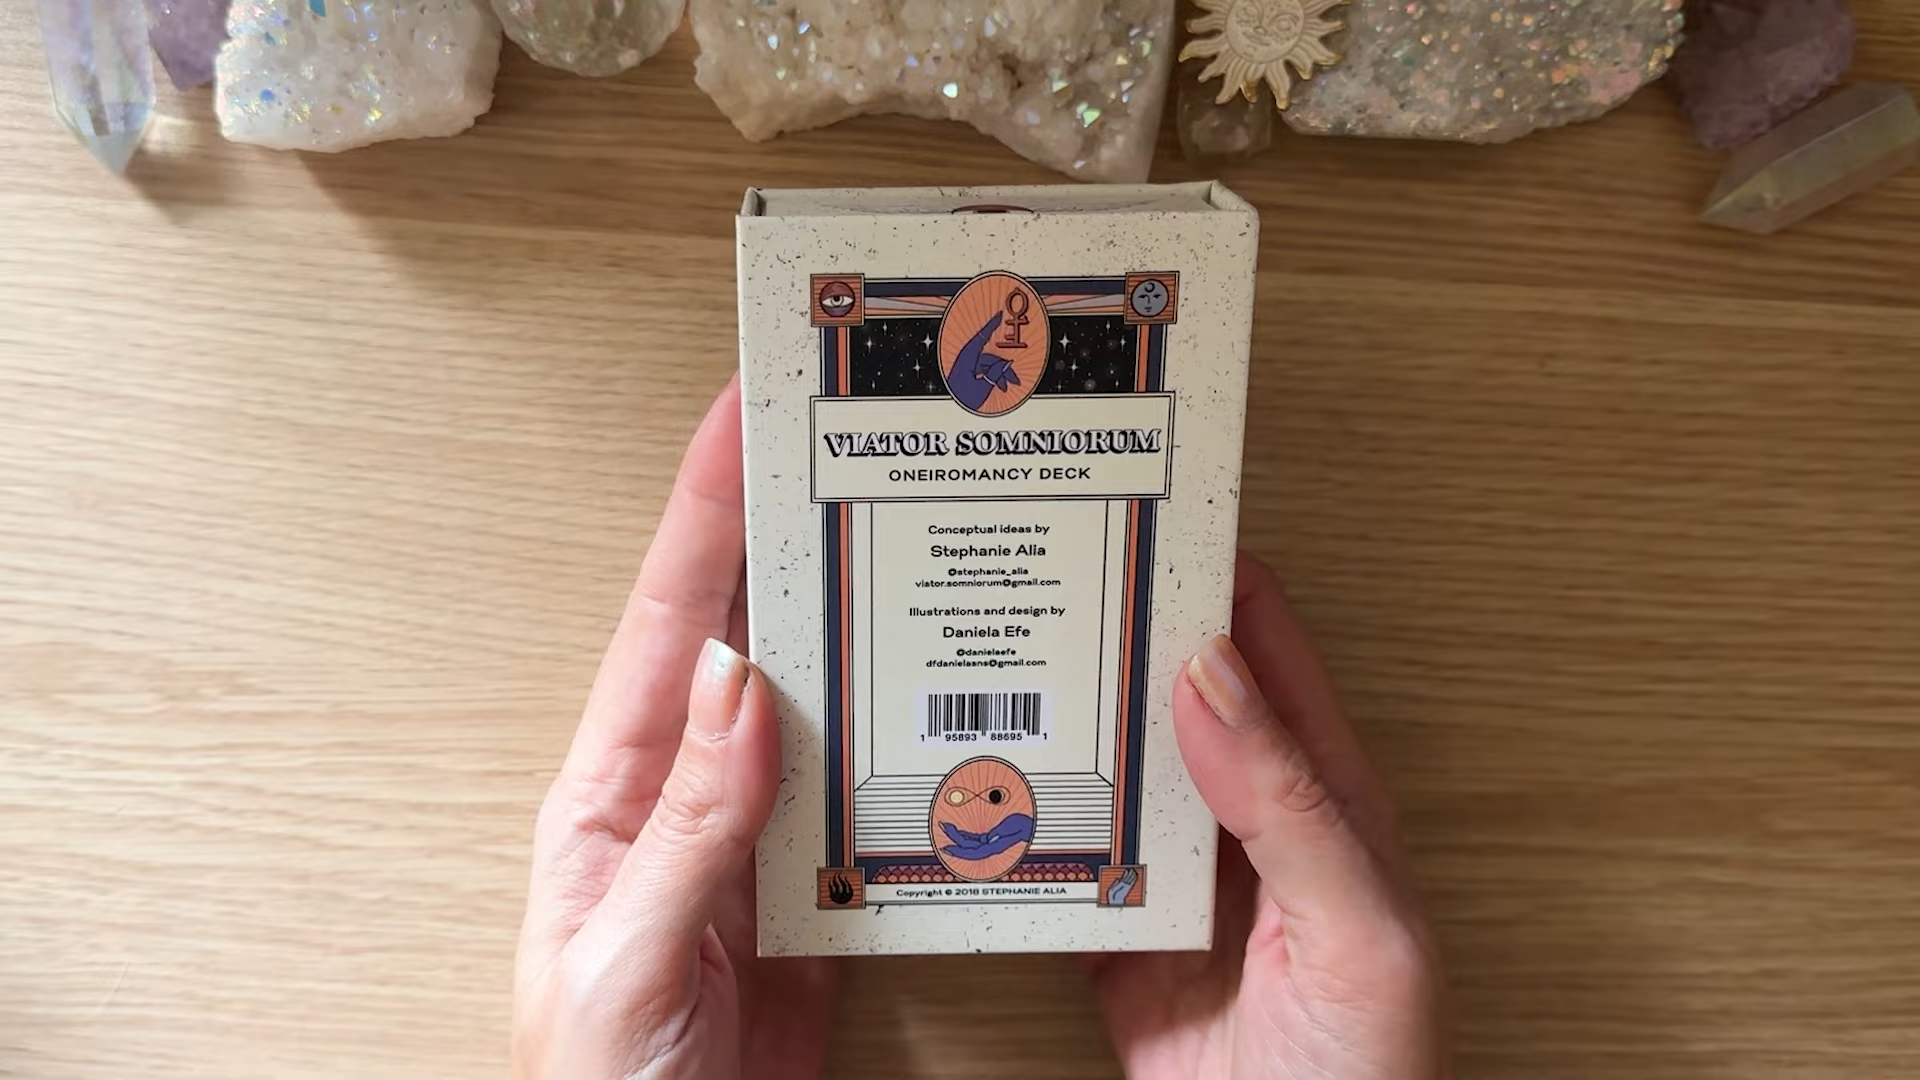 VIATOR SOMNIORUM
ONEIROMANCY DECK
Conceptual ideas by
Stephanie Alia
@stephanie_alia
viator.somniorum@gmail.com
Illustrations and design by
Daniela Efe
@danielaefe
dfdanielasns@gmail.com
1 95893 88695 1
Copyright © 2018 STEPHANIE ALIA